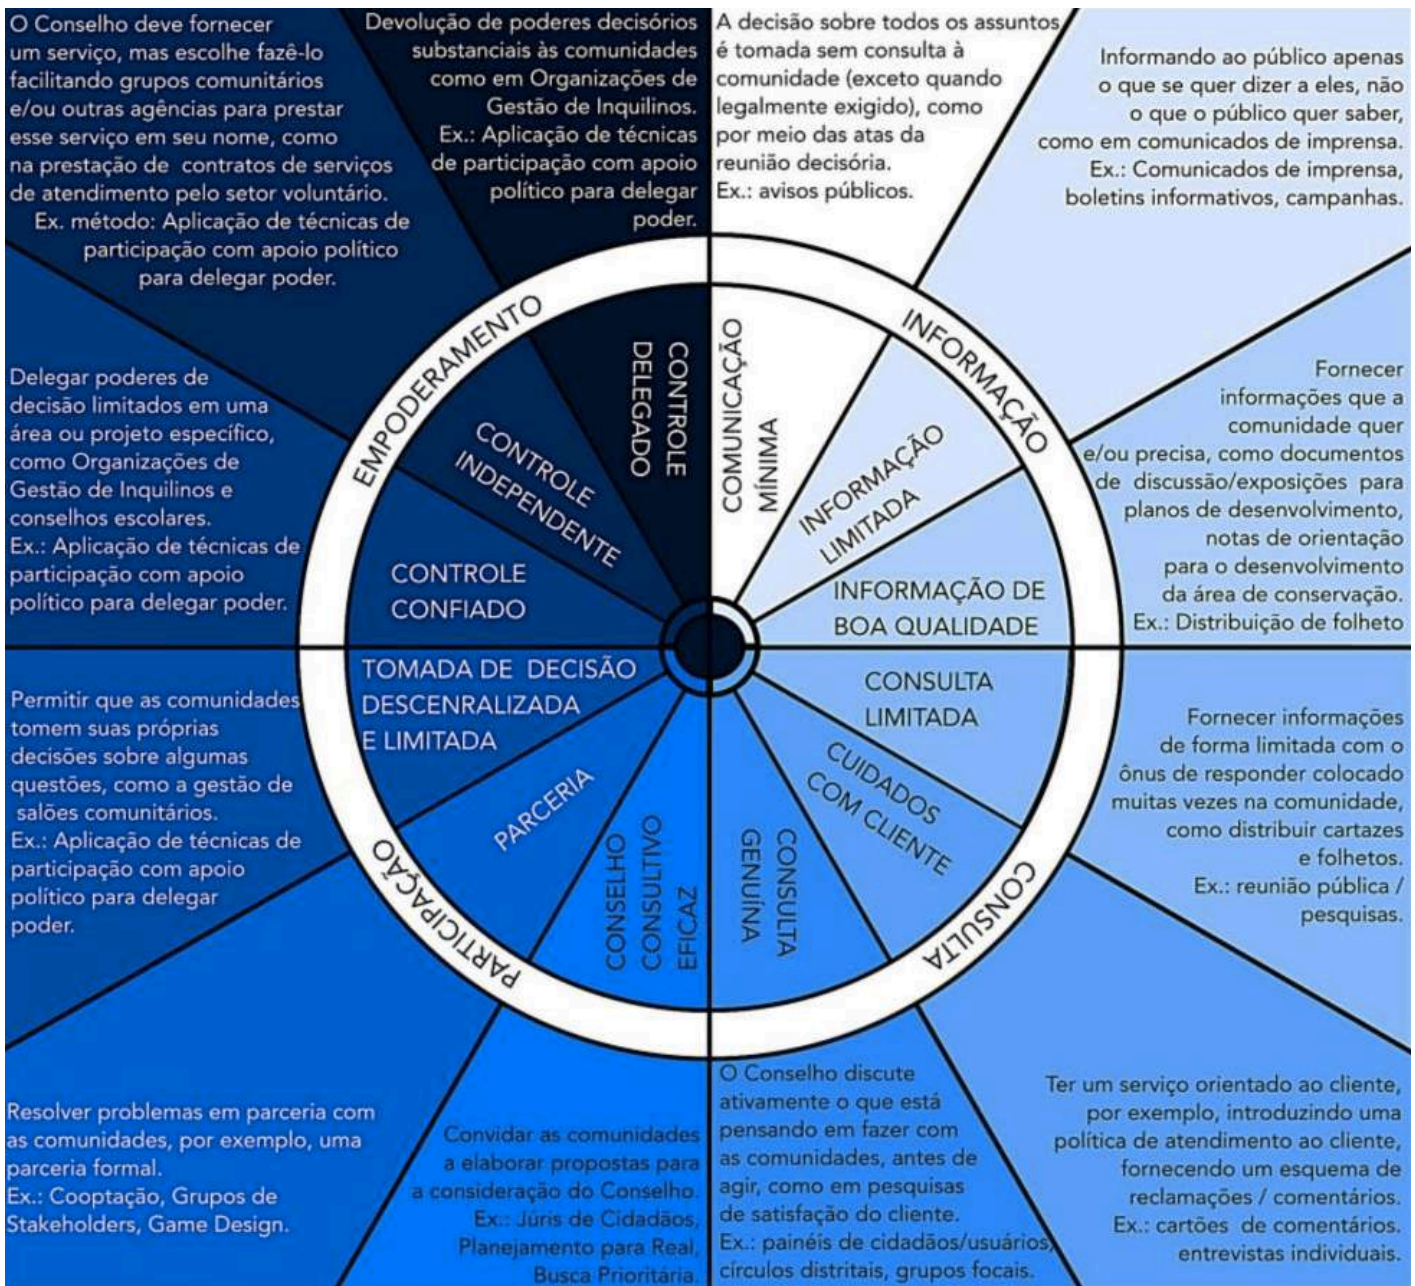 O Conselho deve fornecer
um serviço, mas escolhe fazê-lo
facilitando grupos comunitários
e/ou outras agências para prestar
esse serviço em seu nome, como
na prestação de contratos de serviços
de atendimento pelo setor voluntário.
Ex. método: Aplicação de técnicas de
participação com apoio político
para delegar poder.
Devolução de poderes decisórios
substanciais às comunidades
como em Organizações de
Gestão de Inquilinos.
Ex.: Aplicação de técnicas
de participação com apoio
político para delegar
poder.
A decisão sobre todos os assuntos
é tomada sem consulta à
comunidade (exceto quando
legalmente exigido), como
por meio das atas da
reunião decisória.
Ex.: avisos públicos.
Informando ao público apenas
o que se quer dizer a eles, não
o que o público quer saber,
como em comunicados de imprensa.
Ex.: Comunicados de imprensa,
boletins informativos, campanhas.
EMPODERAMENTO
INFORMAÇÃO
CONTROLE
DELEGADO
COMUNICAÇÃO
MÍNIMA
CONTROLE
INDEPENDENTE
INFORMAÇÃO
LIMITADA
Delegar poderes de
decisão limitados em uma
área ou projeto específico,
como Organizações de
Gestão de Inquilinos e
conselhos escolares.
Ex.: Aplicação de técnicas de
participação com apoio
político para delegar poder.
CONTROLE
CONFIADO
INFORMAÇÃO DE
BOA QUALIDADE
Fornecer
informações que a
comunidade quer
e/ou precisa, como documentos
de discussão/exposições para
planos de desenvolvimento,
notas de orientação
para o desenvolvimento
da área de conservação.
Ex.: Distribuição de folheto
Permitir que as comunidades
tomem suas próprias
decisões sobre algumas
questões, como a gestão de
salões comunitários.
Ex.: Aplicação de técnicas de
participação com apoio
político para delegar
poder.
TOMADA DE DECISÃO
DESCENRALIZADA
E LIMITADA
CONSULTA
LIMITADA
Fornecer informações
de forma limitada com o
ônus de responder colocado
muitas vezes na comunidade,
como distribuir cartazes
e folhetos.
Ex.: reunião pública /
pesquisas.
PARCERIA
CONSELHO
CONSULTIVO
EFICAZ
CONSULTA
GENUÍNA
CUIDADOS
COM CLIENTE
PARTICIPAÇÃO
CONSULTA
Resolver problemas em parceria com
as comunidades, por exemplo, uma
parceria formal.
Ex.: Cooptação, Grupos de
Stakeholders, Game Design.
Convidar as comunidades
a elaborar propostas para
a consideração do Conselho.
Ex.: Júris de Cidadãos,
Planejamento para Real,
Busca Prioritária.
O Conselho discute
ativamente o que está
pensando em fazer com
as comunidades, antes de
agir, como em pesquisas
de satisfação do cliente.
Ex.: painéis de cidadãos/usuários,
círculos distritais, grupos focais.
Ter um serviço orientado ao cliente,
por exemplo, introduzindo uma
política de atendimento ao cliente,
fornecendo um esquema de
reclamações / comentários.
Ex.: cartões de comentários.
entrevistas individuais.